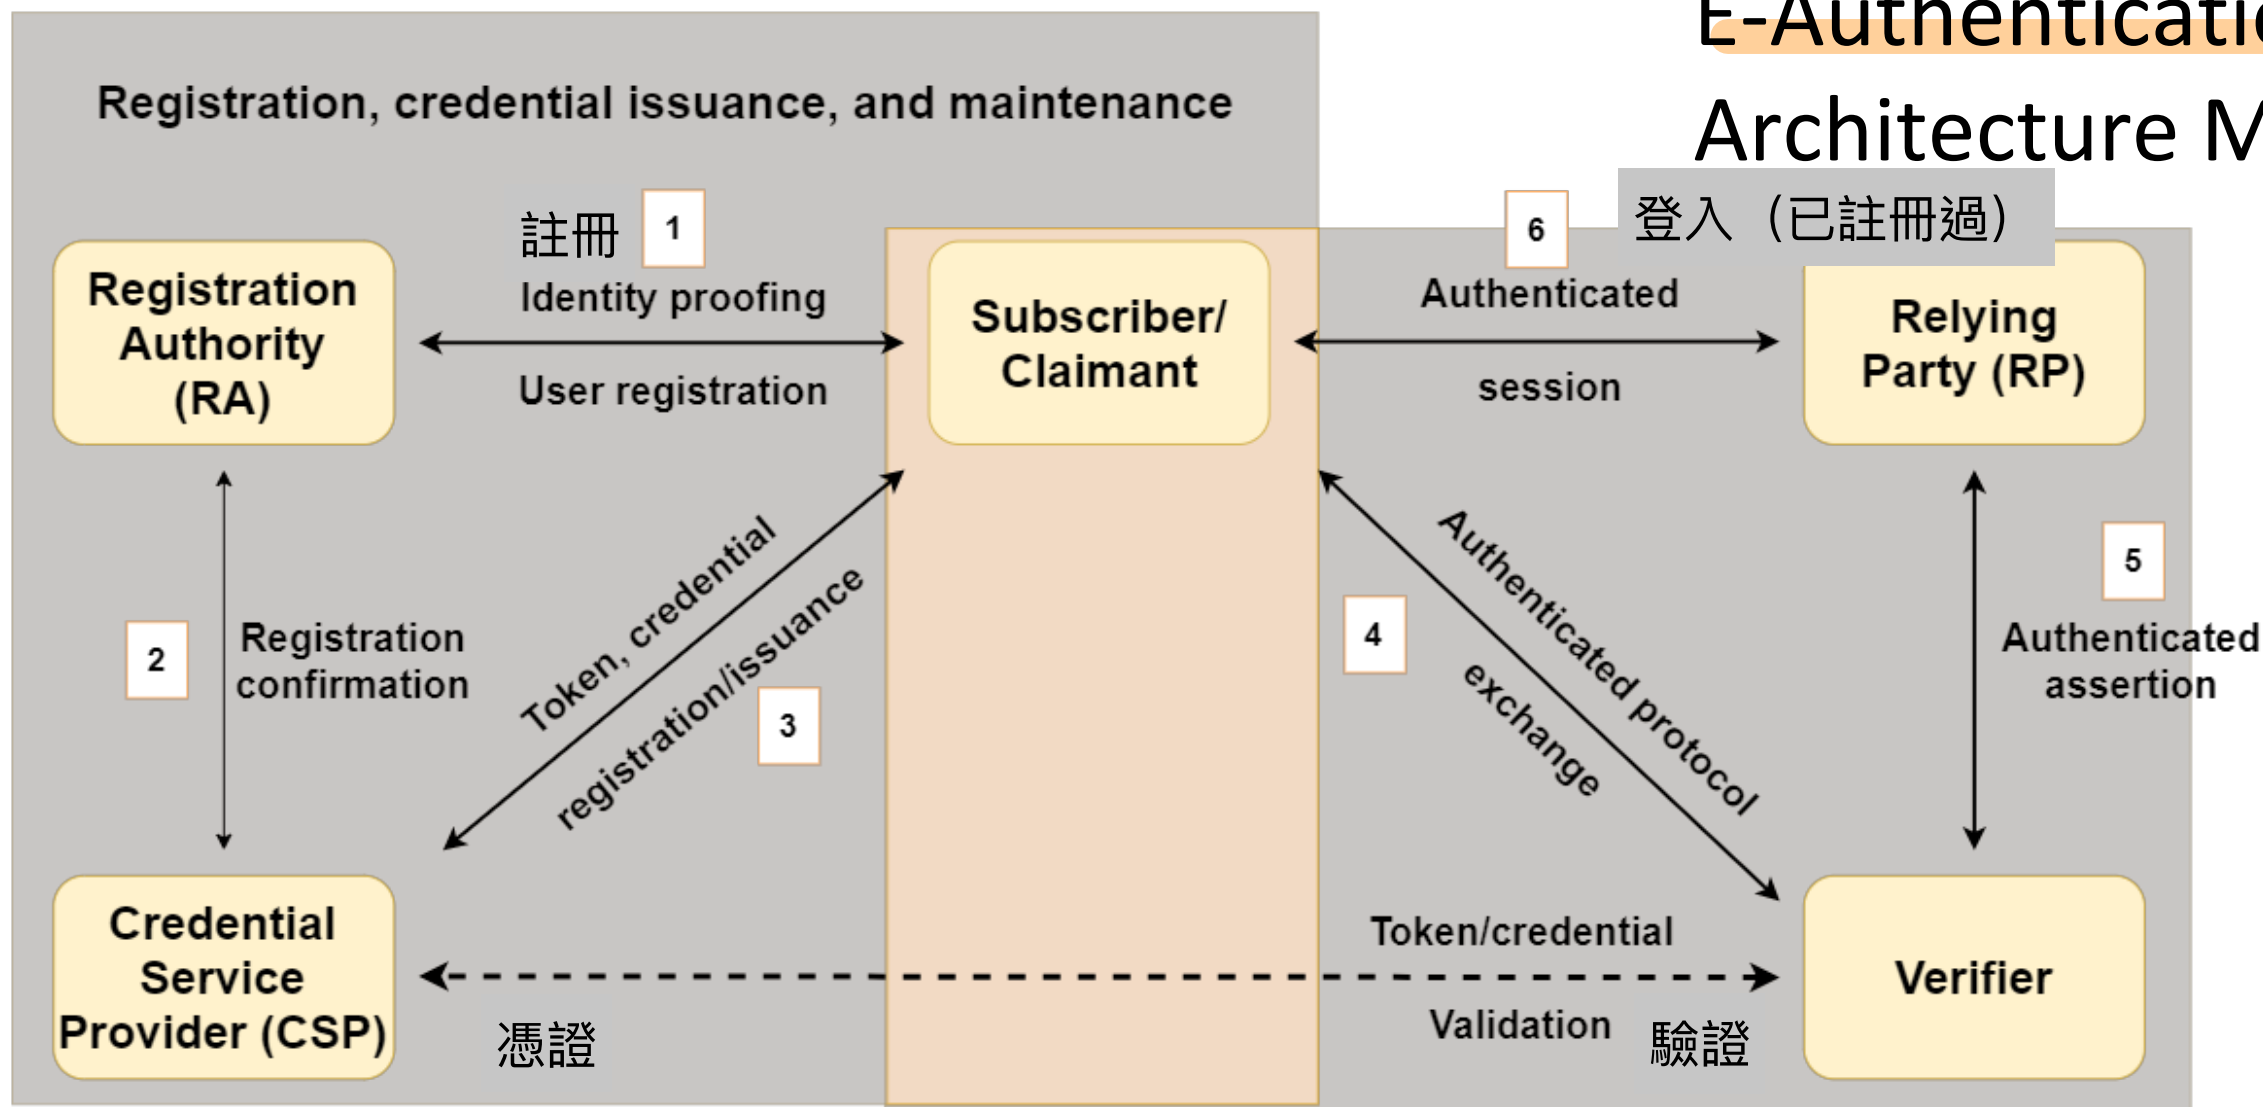 E-Authentication
Architecture M
Registration, credential issuance, and maintenance
註冊
1
Identity proofing
User registration
Registration
Authority
(RA)
Subscriber/
Claimant
6
登入（已註冊過）
Authenticated
session
Relying
Party (RP)
2
Registration
confirmation
Token, credential
registration/issuance
3
4
Authenticated protocol
exchange
5
Authenticated
assertion
Credential
Service
Provider (CSP)
憑證
Token/credential
Validation
驗證
Verifier